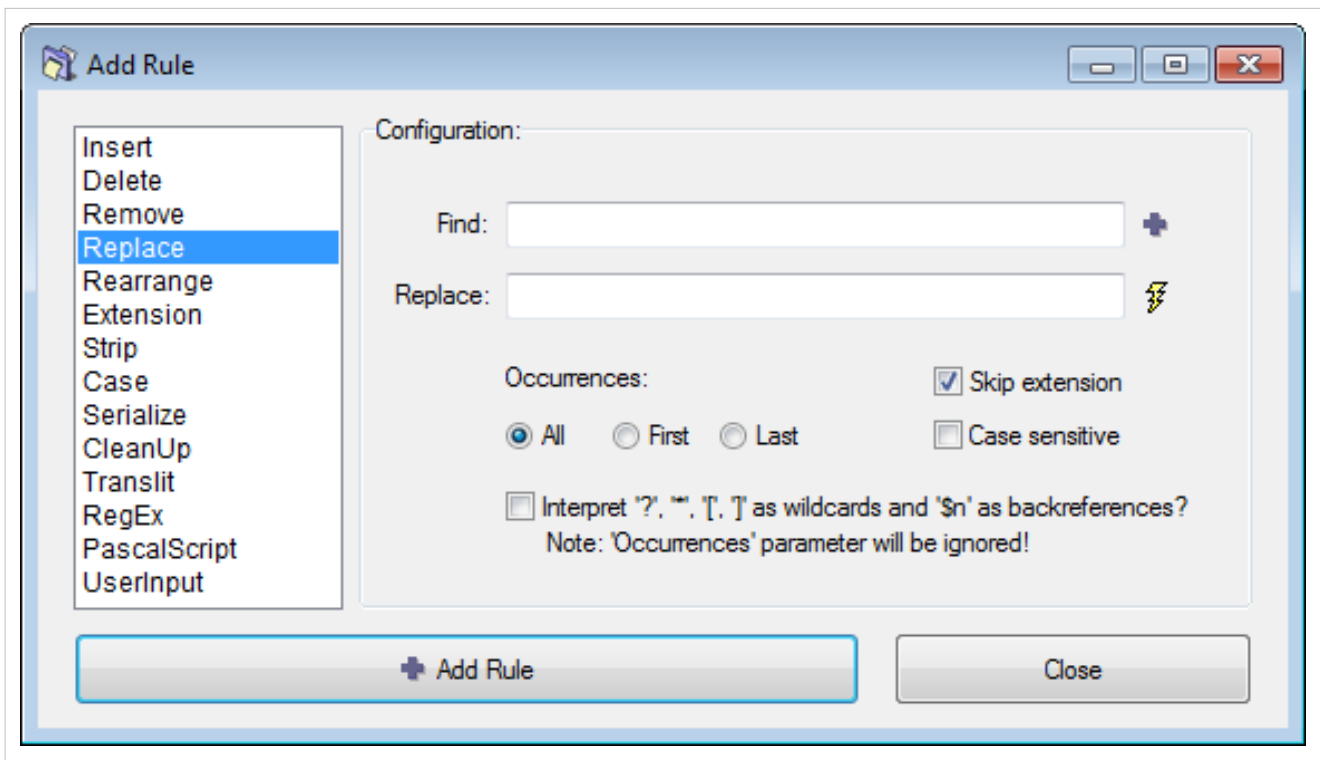 Add Rule
Configuration:
Insert
Delete
Remove
Replace
Rearrange
Extension
Strip
Case
Serialize
CleanUp
Translit
RegEx
PascalScript
UserInput
Find:
Replace:
Occurrences:
Skip extension
All First Last
Case sensitive
Interpret '?', '*', '[', ']' as wildcards and '$n' as backreferences?
Note: 'Occurrences' parameter will be ignored!
Add Rule
Close